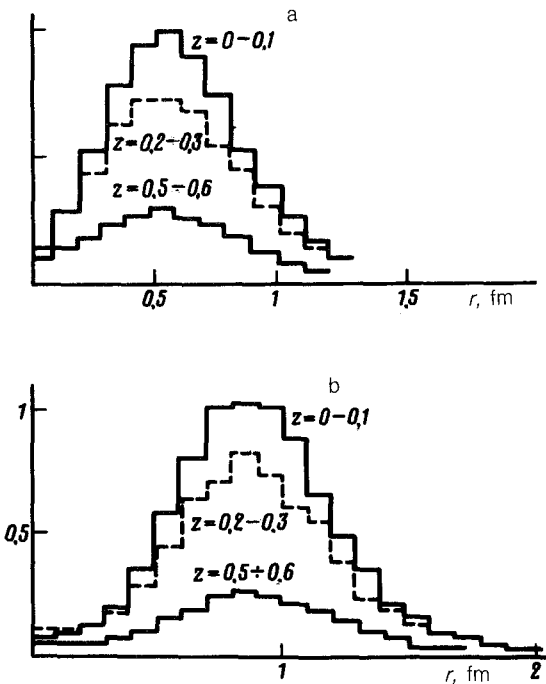 a
z=0–0,1
z=0,2–0,3
z=0,5–0,6
0,5
1
1,5
r, fm
b
1
z=0–0,1
0,5
z=0,2–0,3
z=0,5÷0,6
1
2
r, fm